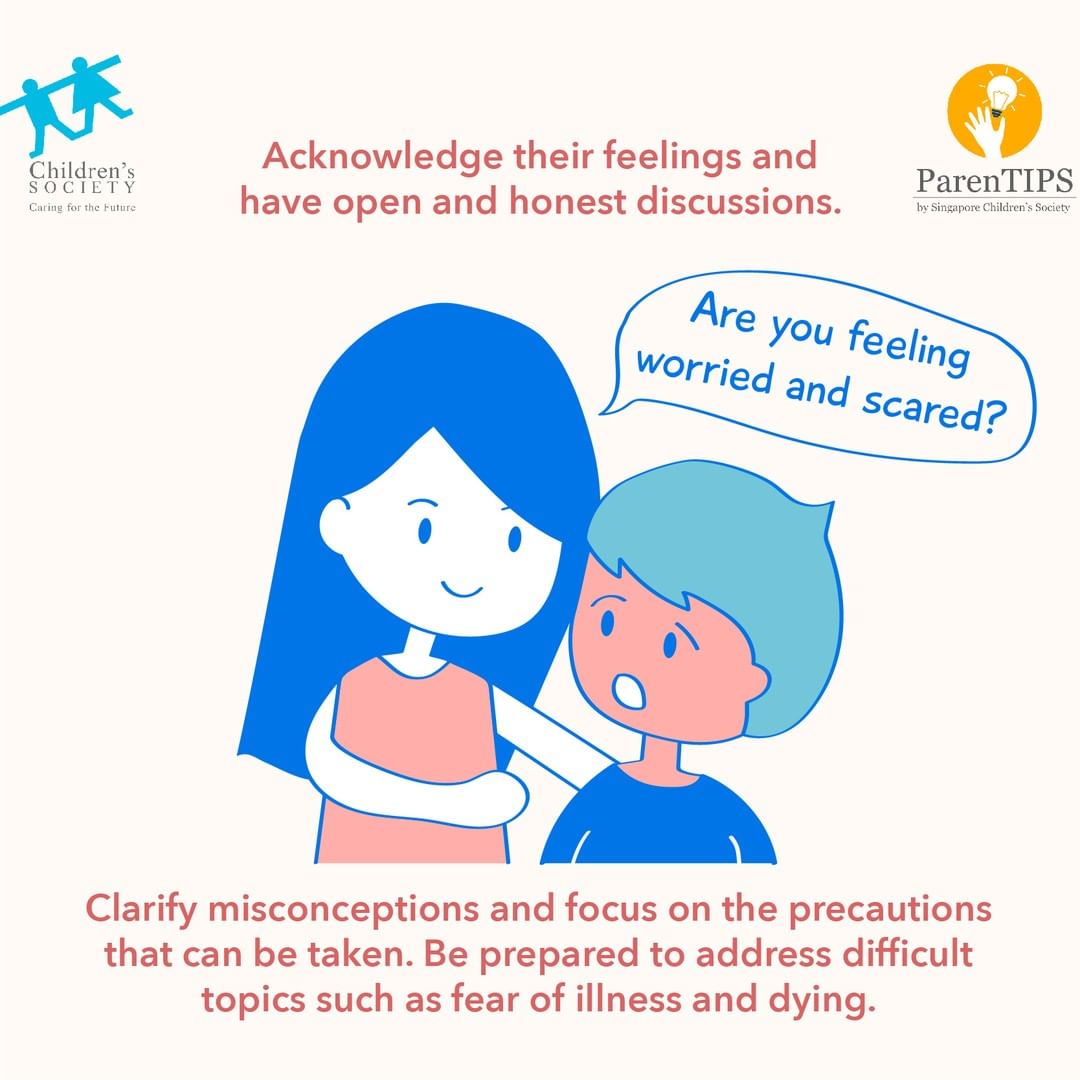 Children's
SOCIETY
Caring for the Future
ParenTIPS
by Singapore Children's Society
Acknowledge their feelings and
have open and honest discussions.
Are you feeling
worried and scared?
Clarify misconceptions and focus on the precautions
that can be taken. Be prepared to address difficult
topics such as fear of illness and dying.